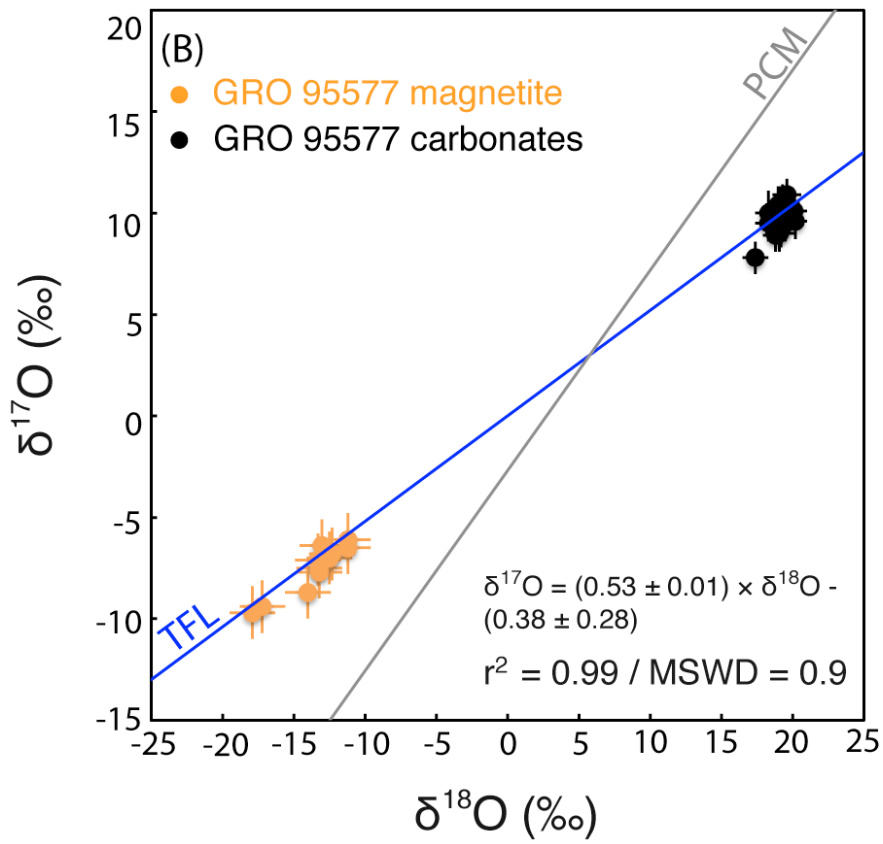 (B)
GRO 95577 magnetite
GRO 95577 carbonates
PCM
TFL
δ¹⁷O = (0.53 ± 0.01) × δ¹⁸O -
(0.38 ± 0.28)
r² = 0.99 / MSWD = 0.9
20
15
10
5
0
-5
-10
-15
δ¹⁷O (‰)
-25 -20 -15 -10 -5 0 5 10 15 20 25
δ¹⁸O (‰)